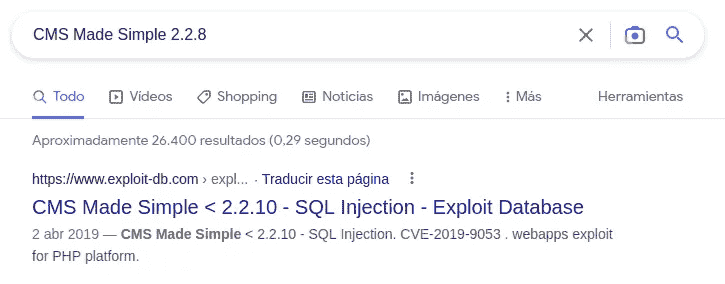 CMS Made Simple 2.2.8
Todo Vídeos Shopping Noticias Imágenes Más Herramientas
Aproximadamente 26.400 resultados (0,29 segundos)
https://www.exploit-db.com › expl... · Traducir esta página
CMS Made Simple < 2.2.10 - SQL Injection - Exploit Database
2 abr 2019 — CMS Made Simple < 2.2.10 - SQL Injection. CVE-2019-9053 . webapps exploit
for PHP platform.